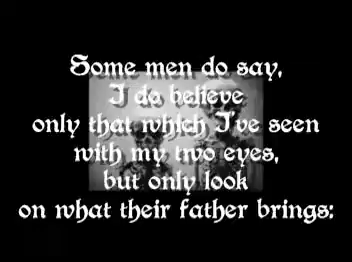 Some men do say,
I do believe
only that which I've seen
with my two eyes,
but only look
on what their father brings: